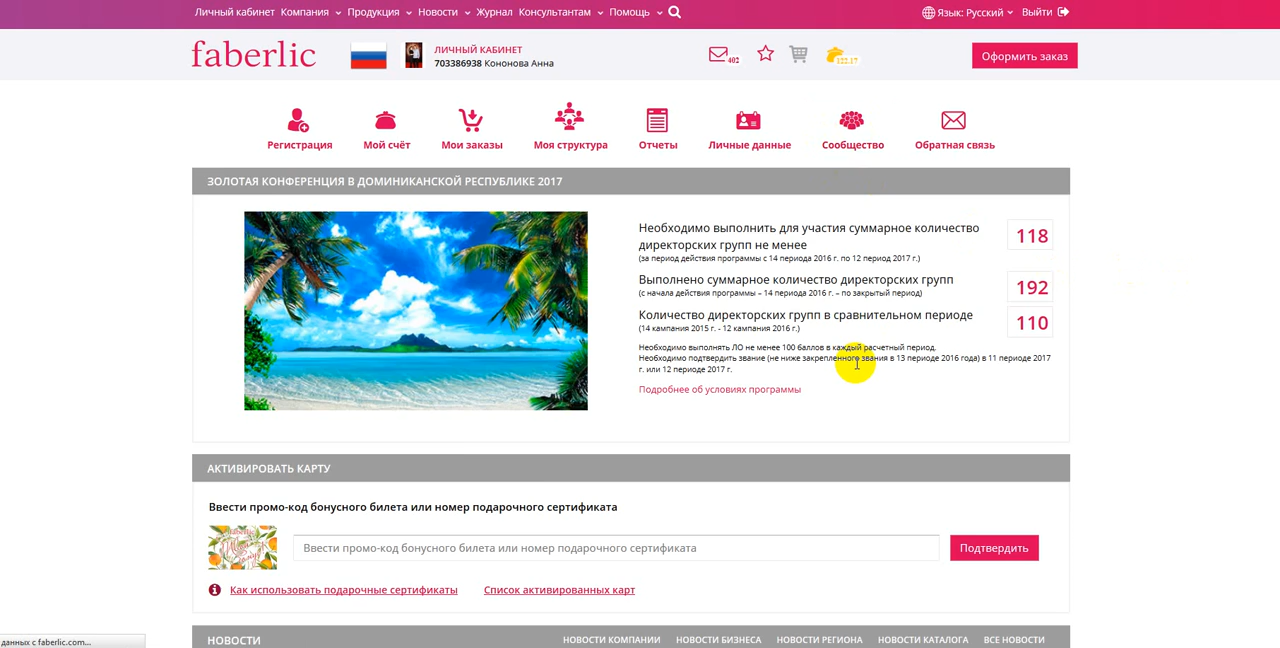 Личный кабинет Компания Продукция Новости Журнал Консультантам Помощь Язык: Русский Выйти
faberlic
ЛИЧНЫЙ КАБИНЕТ
703386938 Кононова Анна
402
122.17
Оформить заказ
Регистрация Мой счёт Мои заказы Моя структура Отчеты Личные данные Сообщество Обратная связь
ЗОЛОТАЯ КОНФЕРЕНЦИЯ В ДОМИНИКАНСКОЙ РЕСПУБЛИКЕ 2017
Необходимо выполнить для участия суммарное количество
директорских групп не менее
118
(за период действия программы с 14 периода 2016 г. по 12 период 2017 г.)
Выполнено суммарное количество директорских групп
192
(с начала действия программы – 14 периода 2016 г. – по закрытый период)
Количество директорских групп в сравнительном периоде
110
(14 кампания 2015 г. - 12 кампания 2016 г.)
Необходимо выполнять ЛО не менее 100 баллов в каждый расчетный период.
Необходимо подтвердить звание (не ниже закрепленного звания в 13 периоде 2016 года) в 11 периоде 2017
г. или 12 периоде 2017 г.
Подробнее об условиях программы
АКТИВИРОВАТЬ КАРТУ
Ввести промо-код бонусного билета или номер подарочного сертификата
Ввести промо-код бонусного билета или номер подарочного сертификата
Подтвердить
Как использовать подарочные сертификаты Список активированных карт
НОВОСТИ НОВОСТИ КОМПАНИИ НОВОСТИ БИЗНЕСА НОВОСТИ РЕГИОНА НОВОСТИ КАТАЛОГА ВСЕ НОВОСТИ
данных с faberlic.com...